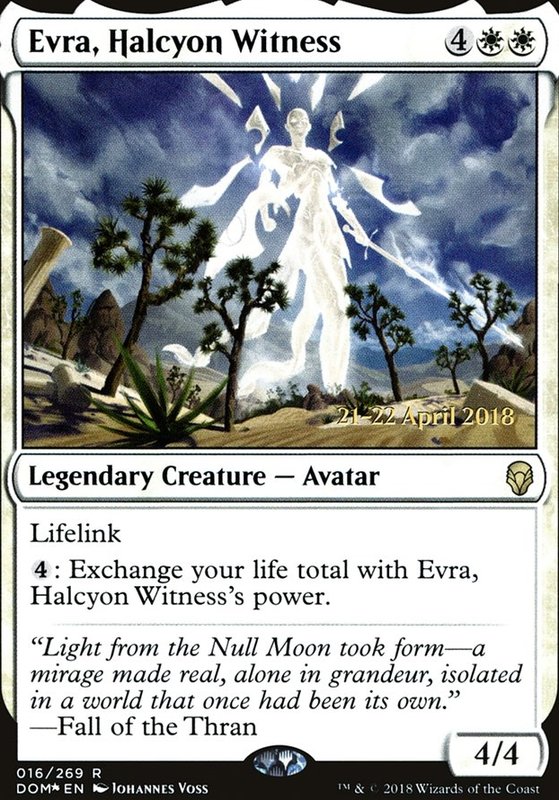 Evra, Halcyon Witness 4
21–22 April 2018
Legendary Creature — Avatar
Lifelink
4: Exchange your life total with Evra,
Halcyon Witness's power.
“Light from the Null Moon took form—a
mirage made real, alone in grandeur, isolated
in a world that once had been its own.”
—Fall of the Thran
4/4
016/269 R
DOM★EN Johannes Voss
™ & © 2018 Wizards of the Coast